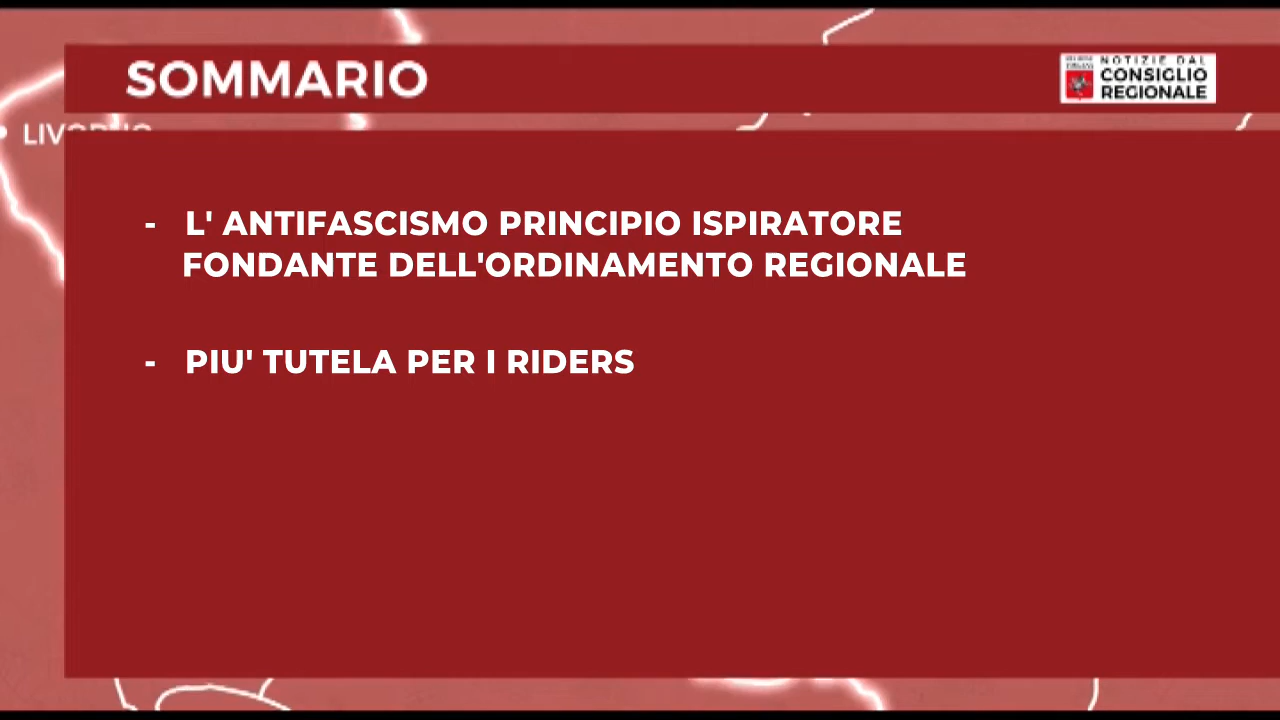 SOMMARIO
NOTIZIE DAL
CONSIGLIO
REGIONALE
- L' ANTIFASCISMO PRINCIPIO ISPIRATORE
FONDANTE DELL'ORDINAMENTO REGIONALE
- PIU' TUTELA PER I RIDERS